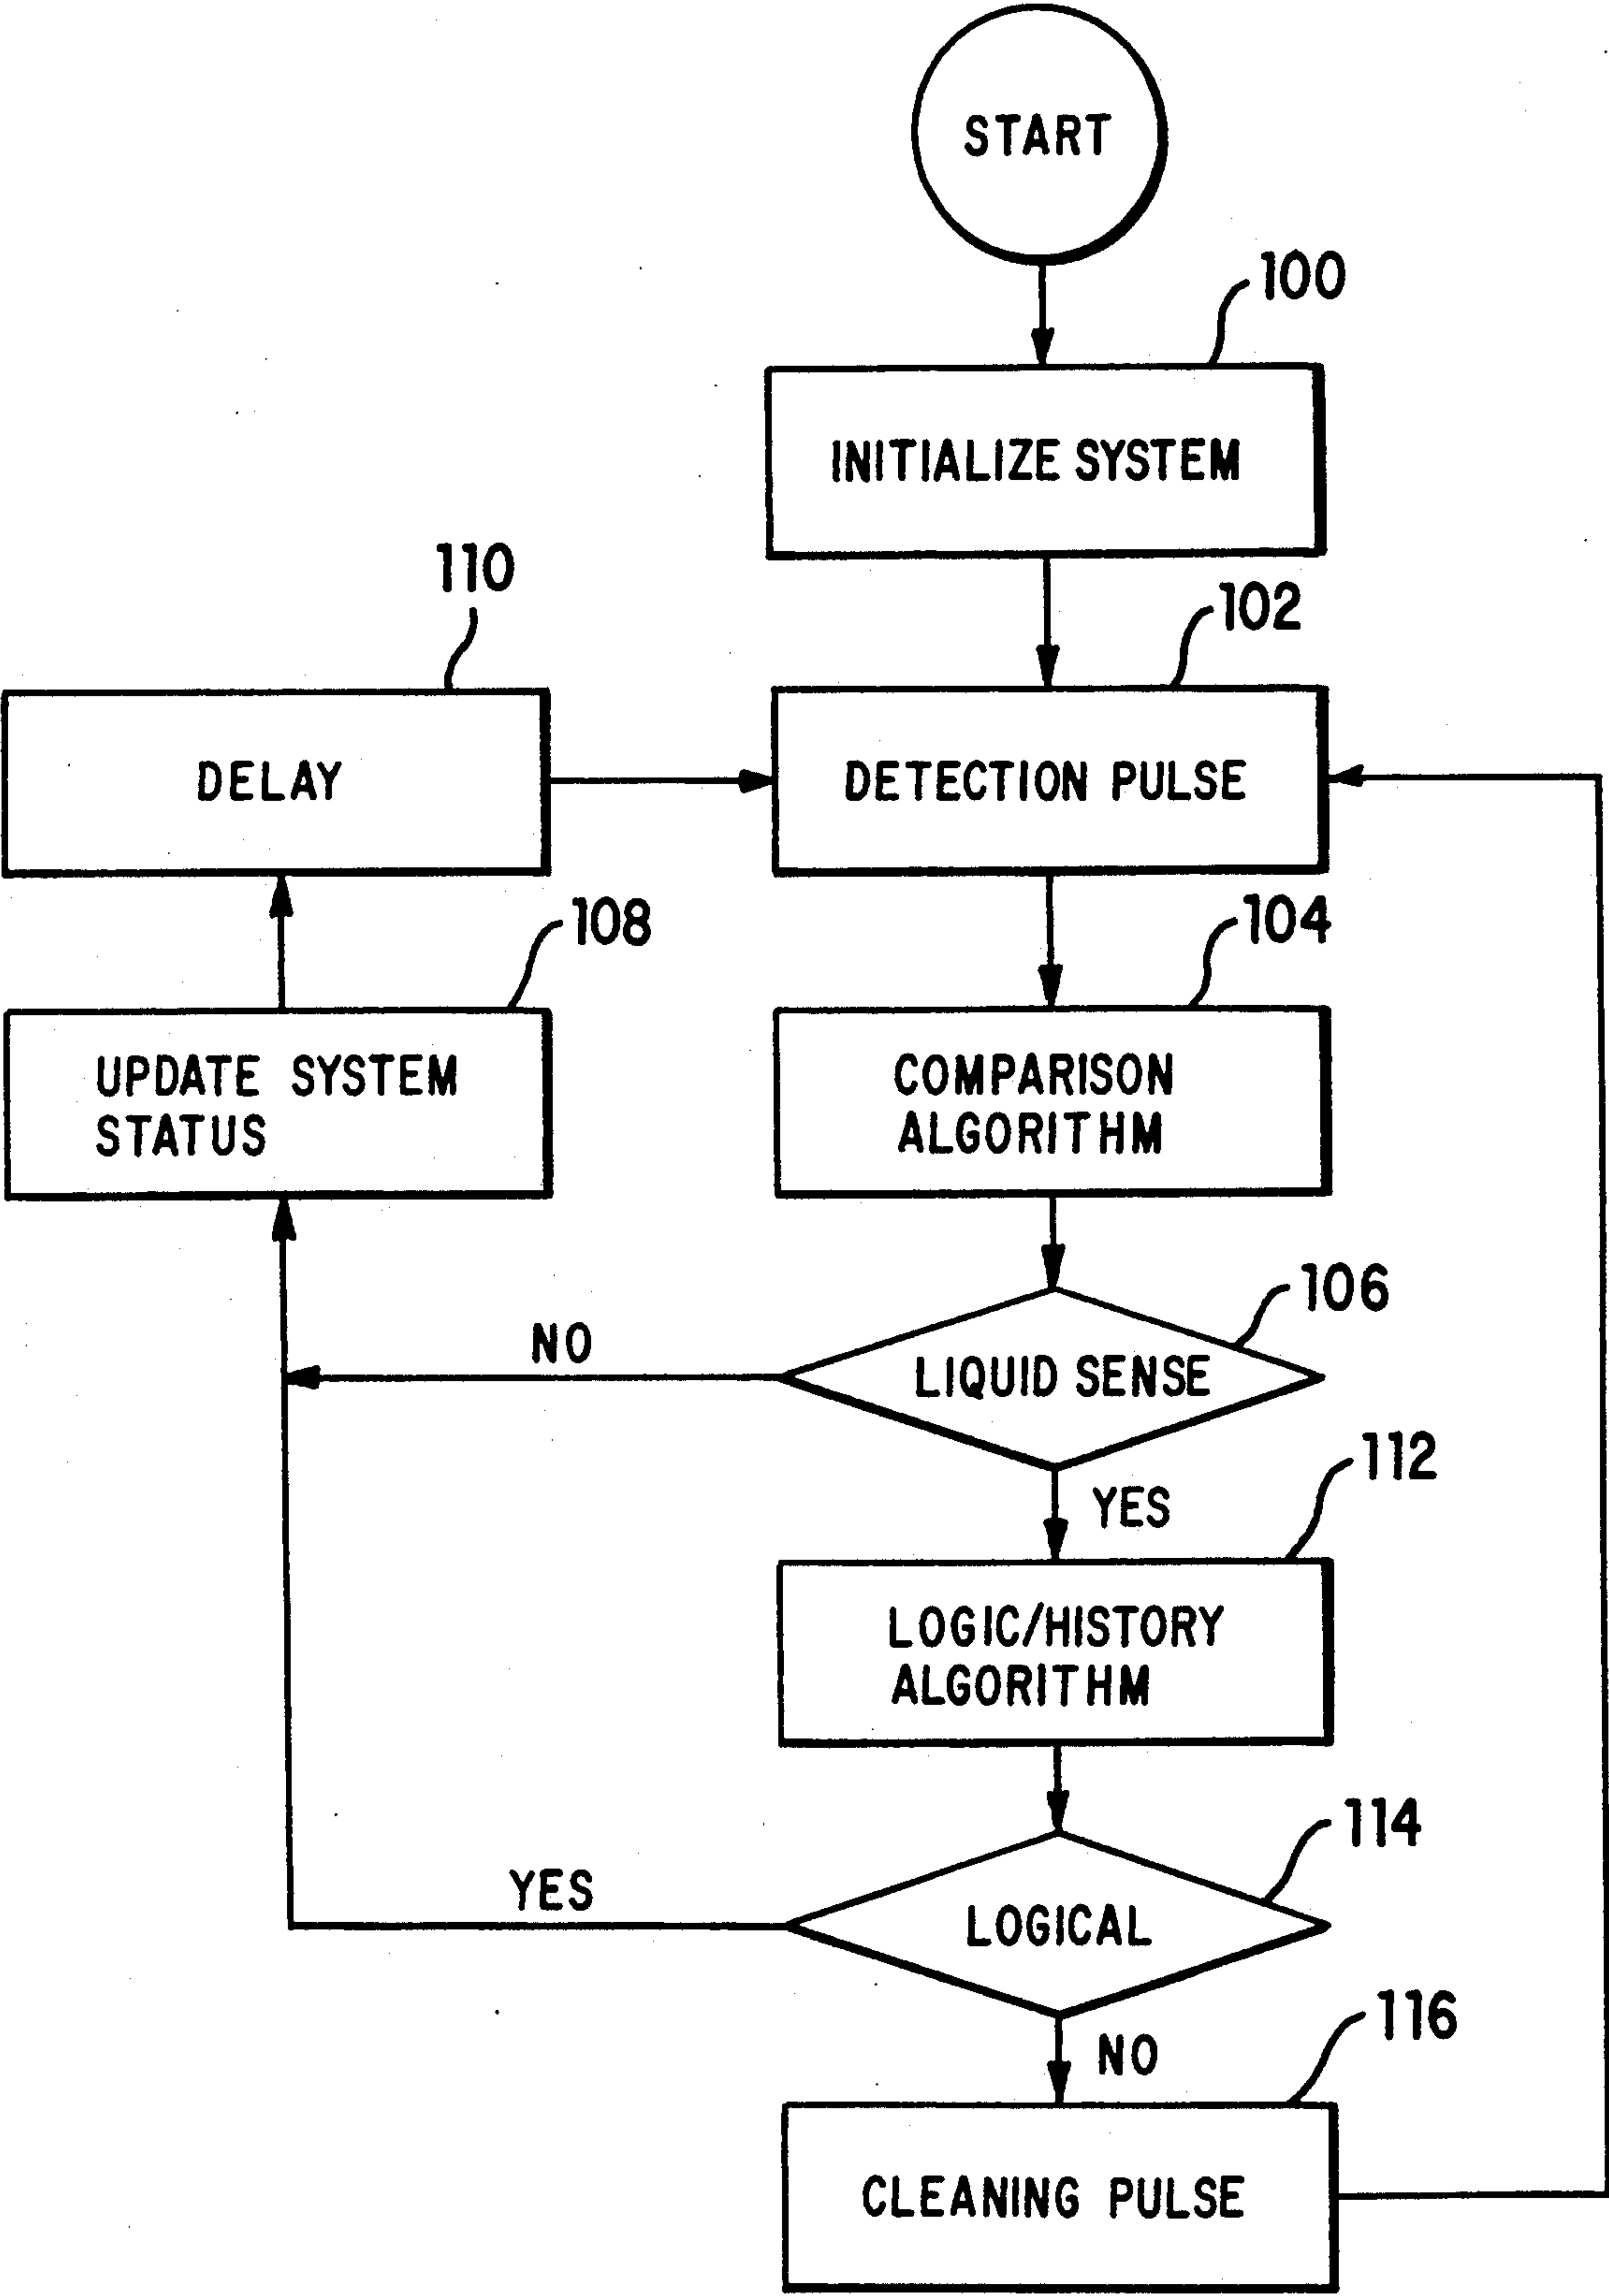 START
100
INITIALIZE SYSTEM
110
102
DELAY
DETECTION PULSE
108
104
UPDATE SYSTEM
STATUS
COMPARISON
ALGORITHM
106
NO
LIQUID SENSE
112
YES
LOGIC/HISTORY
ALGORITHM
114
YES
LOGICAL
116
NO
CLEANING PULSE